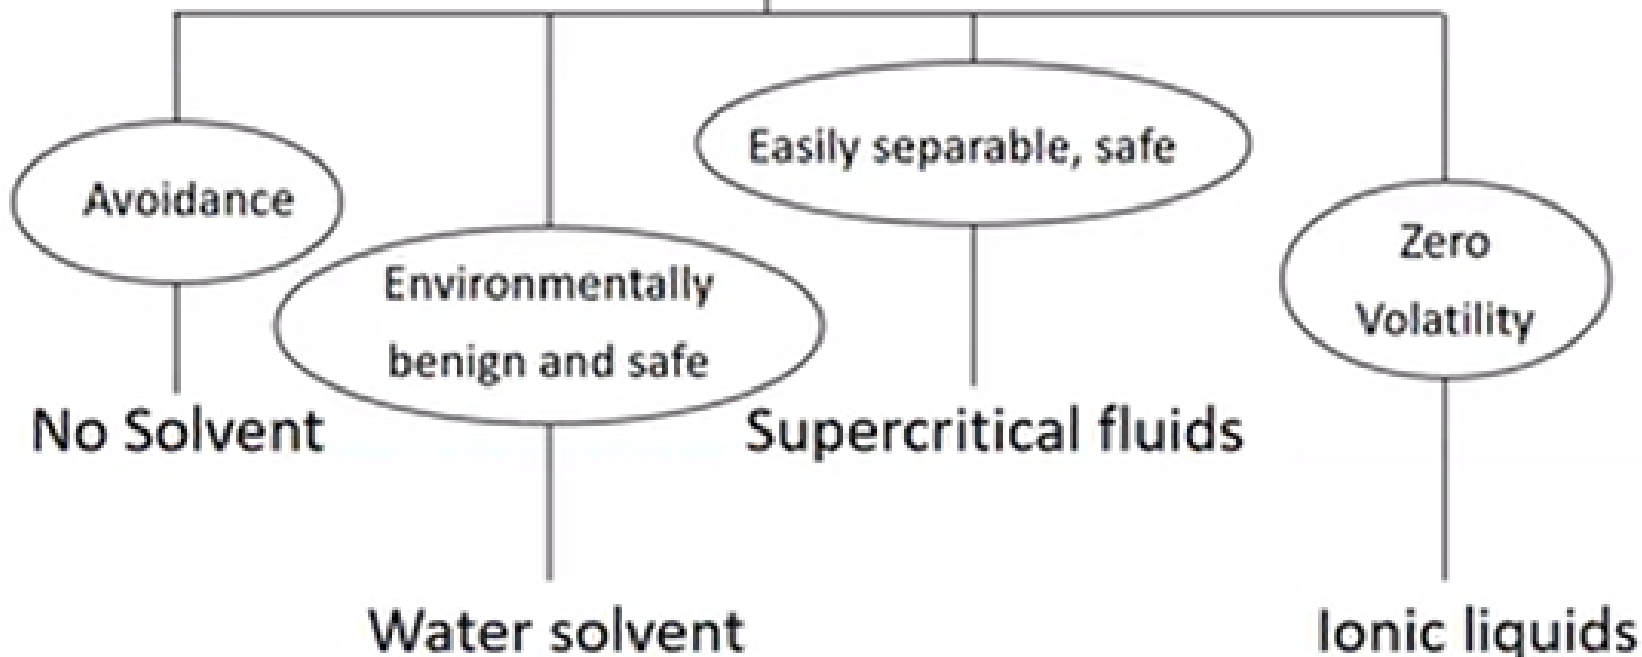 Avoidance
Environmentally
benign and safe
Easily separable, safe
Zero
Volatility
No Solvent
Supercritical fluids
Water solvent
Ionic liquids